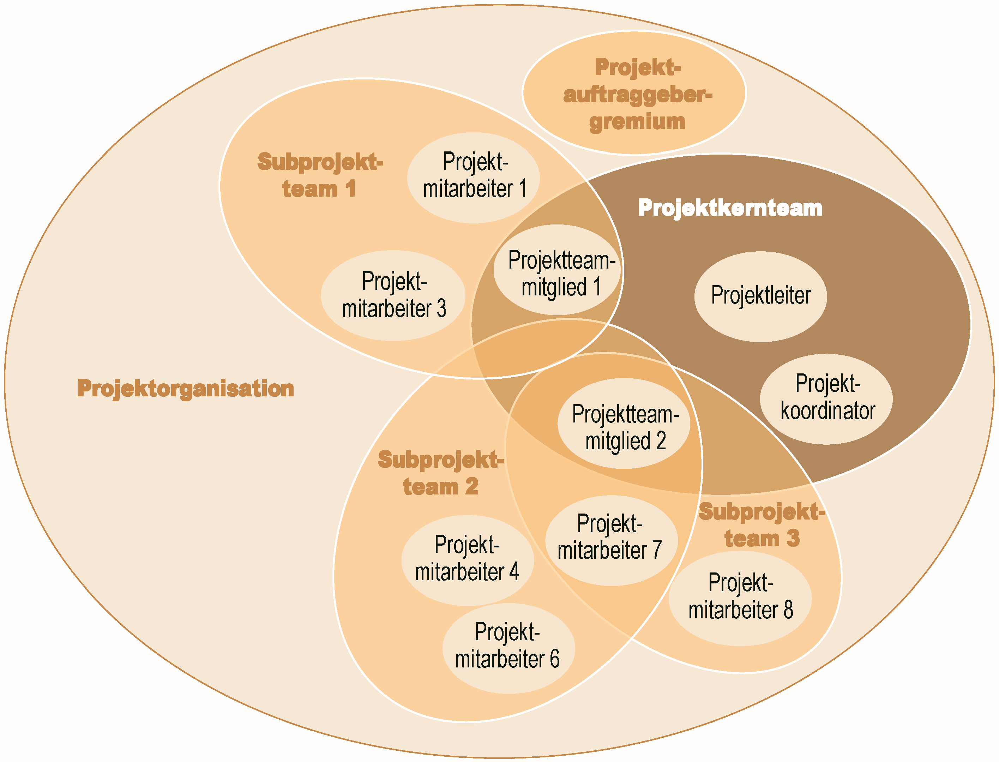 Projekt-
auftraggeber-
gremium
Subprojekt-
team 1
Projekt-
mitarbeiter 1
Projektkernteam
Projektteam-
mitglied 1
Projekt-
mitarbeiter 3
Projektleiter
Projektorganisation
Projekt-
koordinator
Projektteam-
mitglied 2
Subprojekt-
team 2
Subprojekt-
team 3
Projekt-
mitarbeiter 7
Projekt-
mitarbeiter 4
Projekt-
mitarbeiter 8
Projekt-
mitarbeiter 6